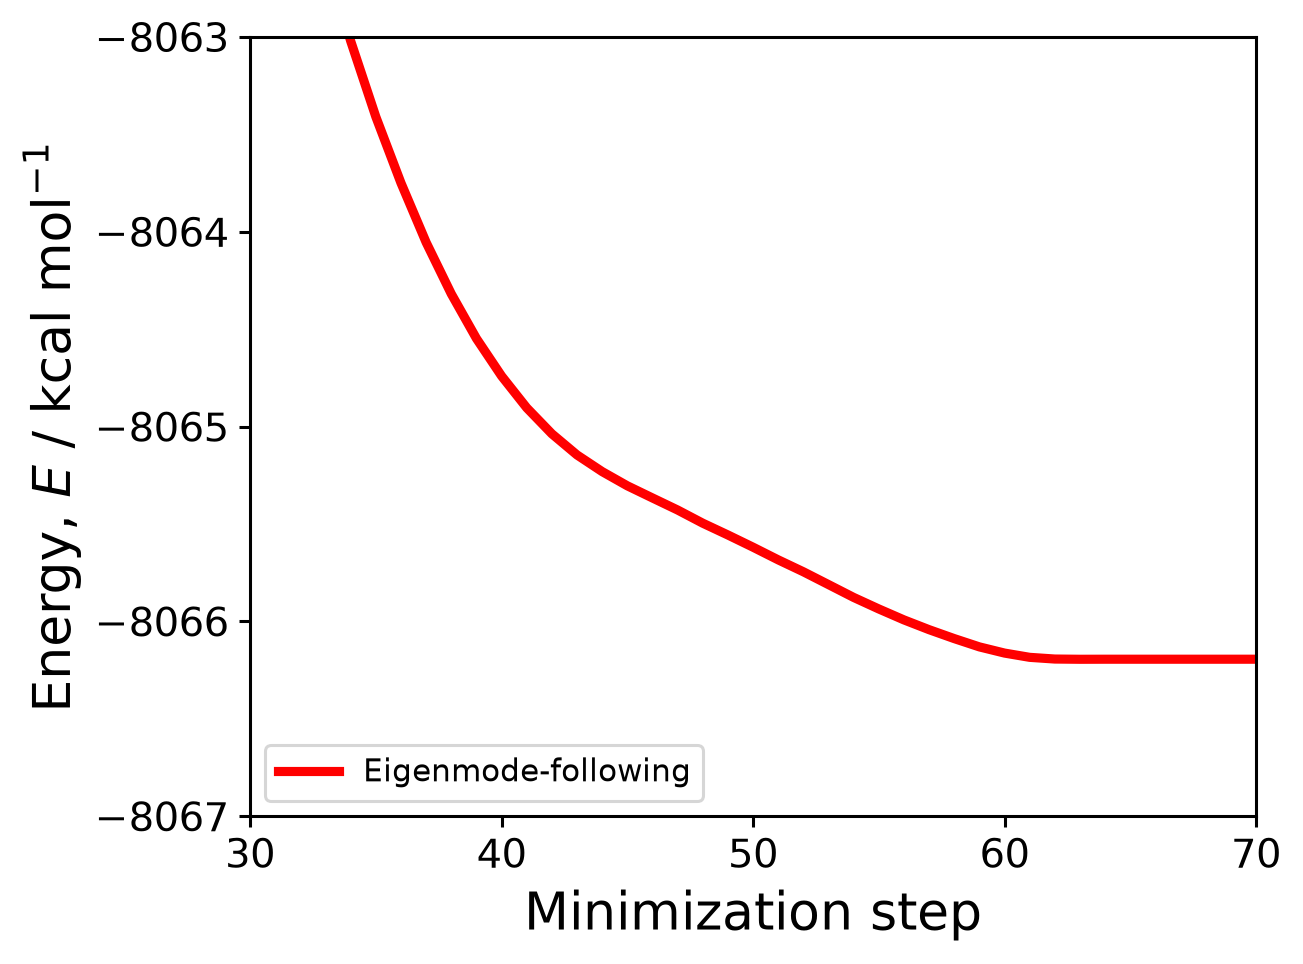 −8063
−8064
−8065
−8066
−8067
Energy, E / kcal mol⁻¹
Eigenmode-following
30 40 50 60 70
Minimization step